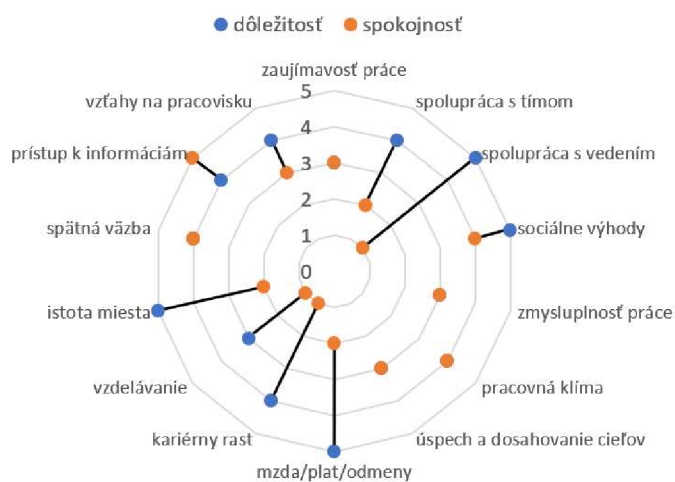 dôležitosť spokojnosť
zaujímavosť práce
vzťahy na pracovisku
5
spolupráca s tímom
4
prístup k informáciám
spolupráca s vedením
3
2
spätná väzba
1
sociálne výhody
0
istota miesta
zmysluplnosť práce
vzdelávanie
pracovná klíma
kariérny rast
úspech a dosahovanie cieľov
mzda/plat/odmeny